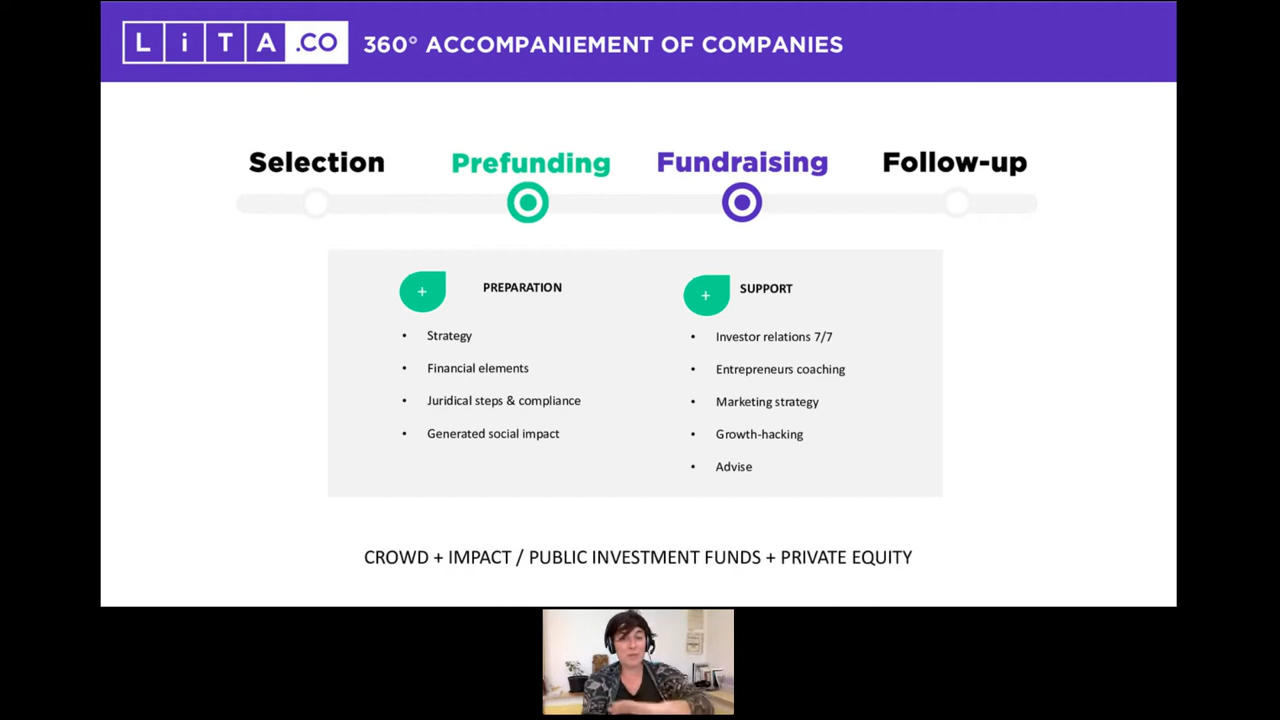 LiTA.CO 360° ACCOMPANIEMENT OF COMPANIES
Selection Prefunding Fundraising Follow-up
+ PREPARATION
• Strategy
• Financial elements
• Juridical steps & compliance
• Generated social impact
+ SUPPORT
• Investor relations 7/7
• Entrepreneurs coaching
• Marketing strategy
• Growth-hacking
• Advise
CROWD + IMPACT / PUBLIC INVESTMENT FUNDS + PRIVATE EQUITY